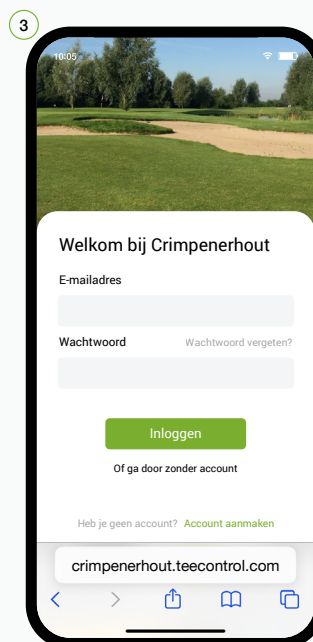 3
10:05
Welkom bij Crimpenerhout
E-mailadres
Wachtwoord Wachtwoord vergeten?
Inloggen
Of ga door zonder account
Heb je geen account? Account aanmaken
crimpenerhout.teecontrol.com